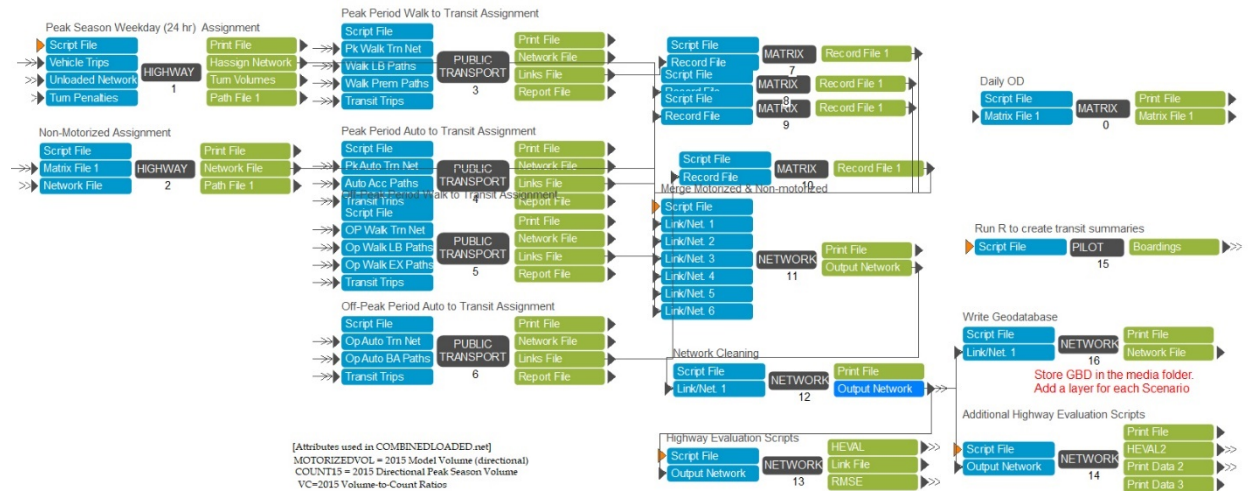 Peak Season Weekday (24 hr) Assignment
Script File
Vehicle Trips
Unloaded Network
Turn Penalties
HIGHWAY
1
Print File
Hassign Network
Turn Volumes
Path File 1
Non-Motorized Assignment
Script File
Matrix File 1
Network File
HIGHWAY
2
Print File
Network File
Path File 1
Peak Period Walk to Transit Assignment
Script File
Pk Walk Trn Net
Walk LB Paths
Walk Prem Paths
Transit Trips
PUBLIC
TRANSPORT
3
Print File
Network File
Links File
Report File
Peak Period Auto to Transit Assignment
Script File
PkAuto Trn Net
Auto Acc Paths
Transit Trips
PUBLIC
TRANSPORT
4
Print File
Network File
Links File
Report File
Off-Peak Period Walk to Transit Assignment
Script File
OP Walk Trn Net
Op Walk LB Paths
Op Walk EX Paths
Transit Trips
PUBLIC
TRANSPORT
5
Print File
Network File
Links File
Report File
Off-Peak Period Auto to Transit Assignment
Script File
Op Auto Trn Net
Op Auto BA Paths
Transit Trips
PUBLIC
TRANSPORT
6
Print File
Network File
Links File
Report File
Script File
Record File
MATRIX
7
Record File 1
Script File
MATRIX
8
Record File 1
Script File
Record File
MATRIX
9
Record File 1
Script File
Record File
MATRIX
10
Record File 1
Merge Motorized & Non-motorized
Script File
Link/Net. 1
Link/Net. 2
Link/Net. 3
Link/Net. 4
Link/Net. 5
Link/Net. 6
NETWORK
11
Print File
Output Network
Network Cleaning
Script File
Link/Net. 1
NETWORK
12
Print File
Output Network
Highway Evaluation Scripts
Script File
Output Network
NETWORK
13
HEVAL
Link File
RMSE
Daily OD
Script File
Matrix File 1
MATRIX
0
Print File
Matrix File 1
Run R to create transit summaries
Script File
PILOT
15
Boardings
Write Geodatabase
Script File
Link/Net. 1
NETWORK
16
Print File
Network File
Store GBD in the media folder.
Add a layer for each Scenario
Additional Highway Evaluation Scripts
Script File
Output Network
NETWORK
14
Print File
HEVAL2
Print Data 2
Print Data 3
[Attributes used in COMBINEDLOADED.net]
MOTORIZEDVOL = 2015 Model Volume (directional)
COUNT15 = 2015 Directional Peak Season Volume
VC=2015 Volume-to-Count Ratios